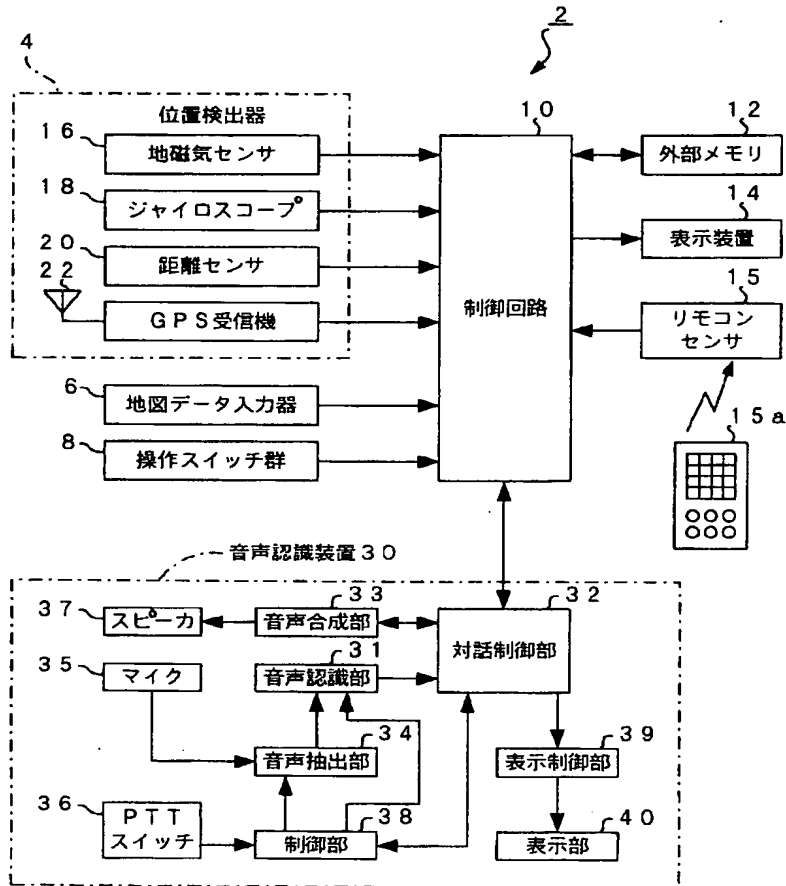 2
4
位置検出器
16
地磁気センサ
18
ジャイロスコープ
20
距離センサ
22
GPS受信機
6
地図データ入力器
8
操作スイッチ群
10
制御回路
12
外部メモリ
14
表示装置
15
リモコン
センサ
15a
音声認識装置30
37
スピーカ
33
音声合成部
32
対話制御部
35
マイク
31
音声認識部
34
音声抽出部
39
表示制御部
36
PTT
スイッチ
38
制御部
40
表示部